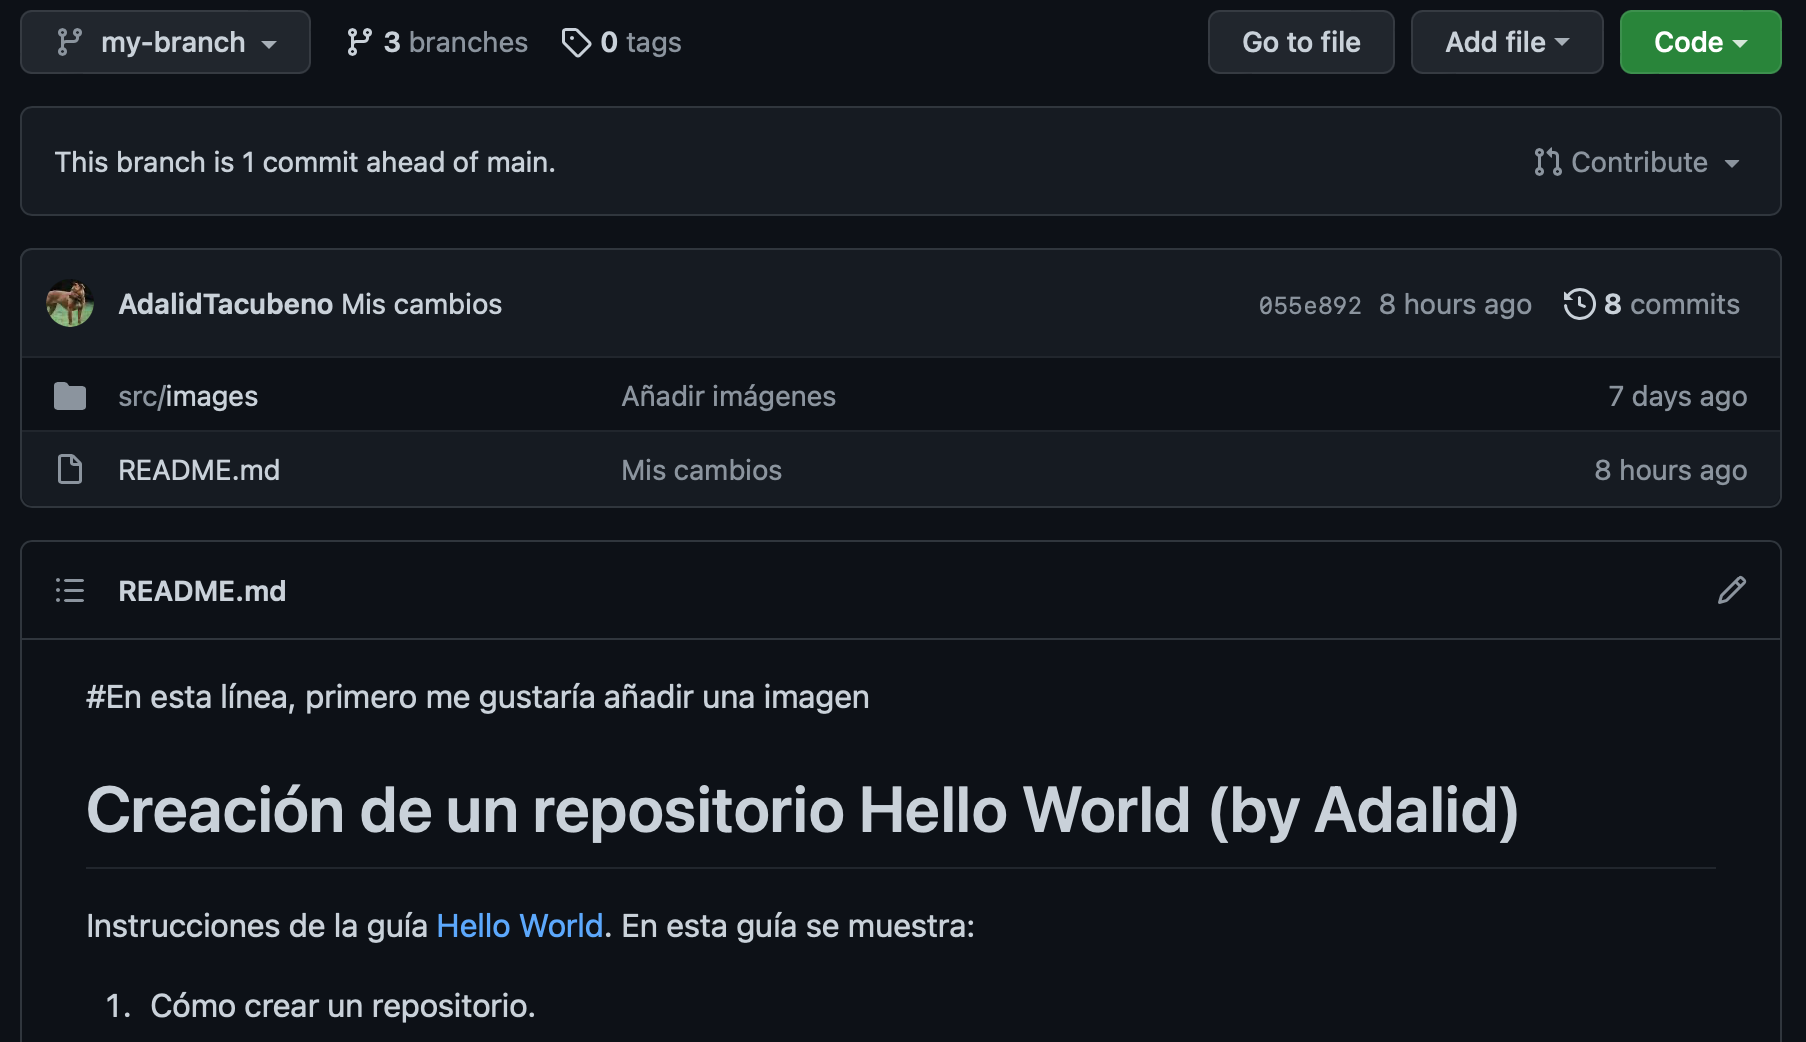 my-branch 3 branches 0 tags Go to file Add file Code
This branch is 1 commit ahead of main. Contribute
AdalidTacubeno Mis cambios 055e892 8 hours ago 8 commits
src/images Añadir imágenes 7 days ago
README.md Mis cambios 8 hours ago
README.md
#En esta línea, primero me gustaría añadir una imagen
Creación de un repositorio Hello World (by Adalid)
Instrucciones de la guía Hello World. En esta guía se muestra:
1. Cómo crear un repositorio.